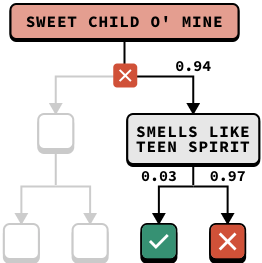 SWEET CHILD O' MINE
0.94
SMELLS LIKE
TEEN SPIRIT
0.03 0.97